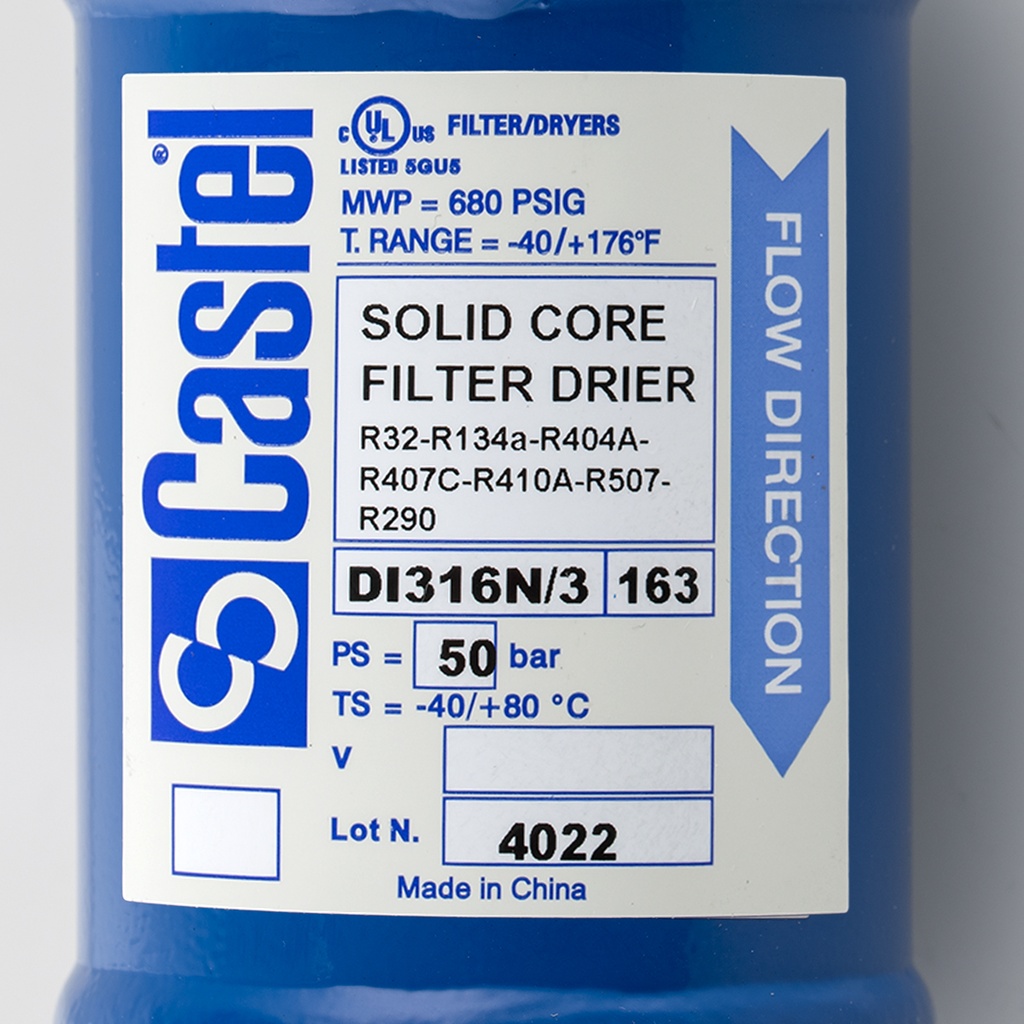 Castel®
c UL us FILTER/DRYERS
LISTED 5GU5
MWP = 680 PSIG
T. RANGE = -40/+176°F
SOLID CORE
FILTER DRIER
R32-R134a-R404A-
R407C-R410A-R507-
R290
DI316N/3 163
PS = 50 bar
TS = -40/+80 °C
V
Lot N. 4022
Made in China
FLOW DIRECTION